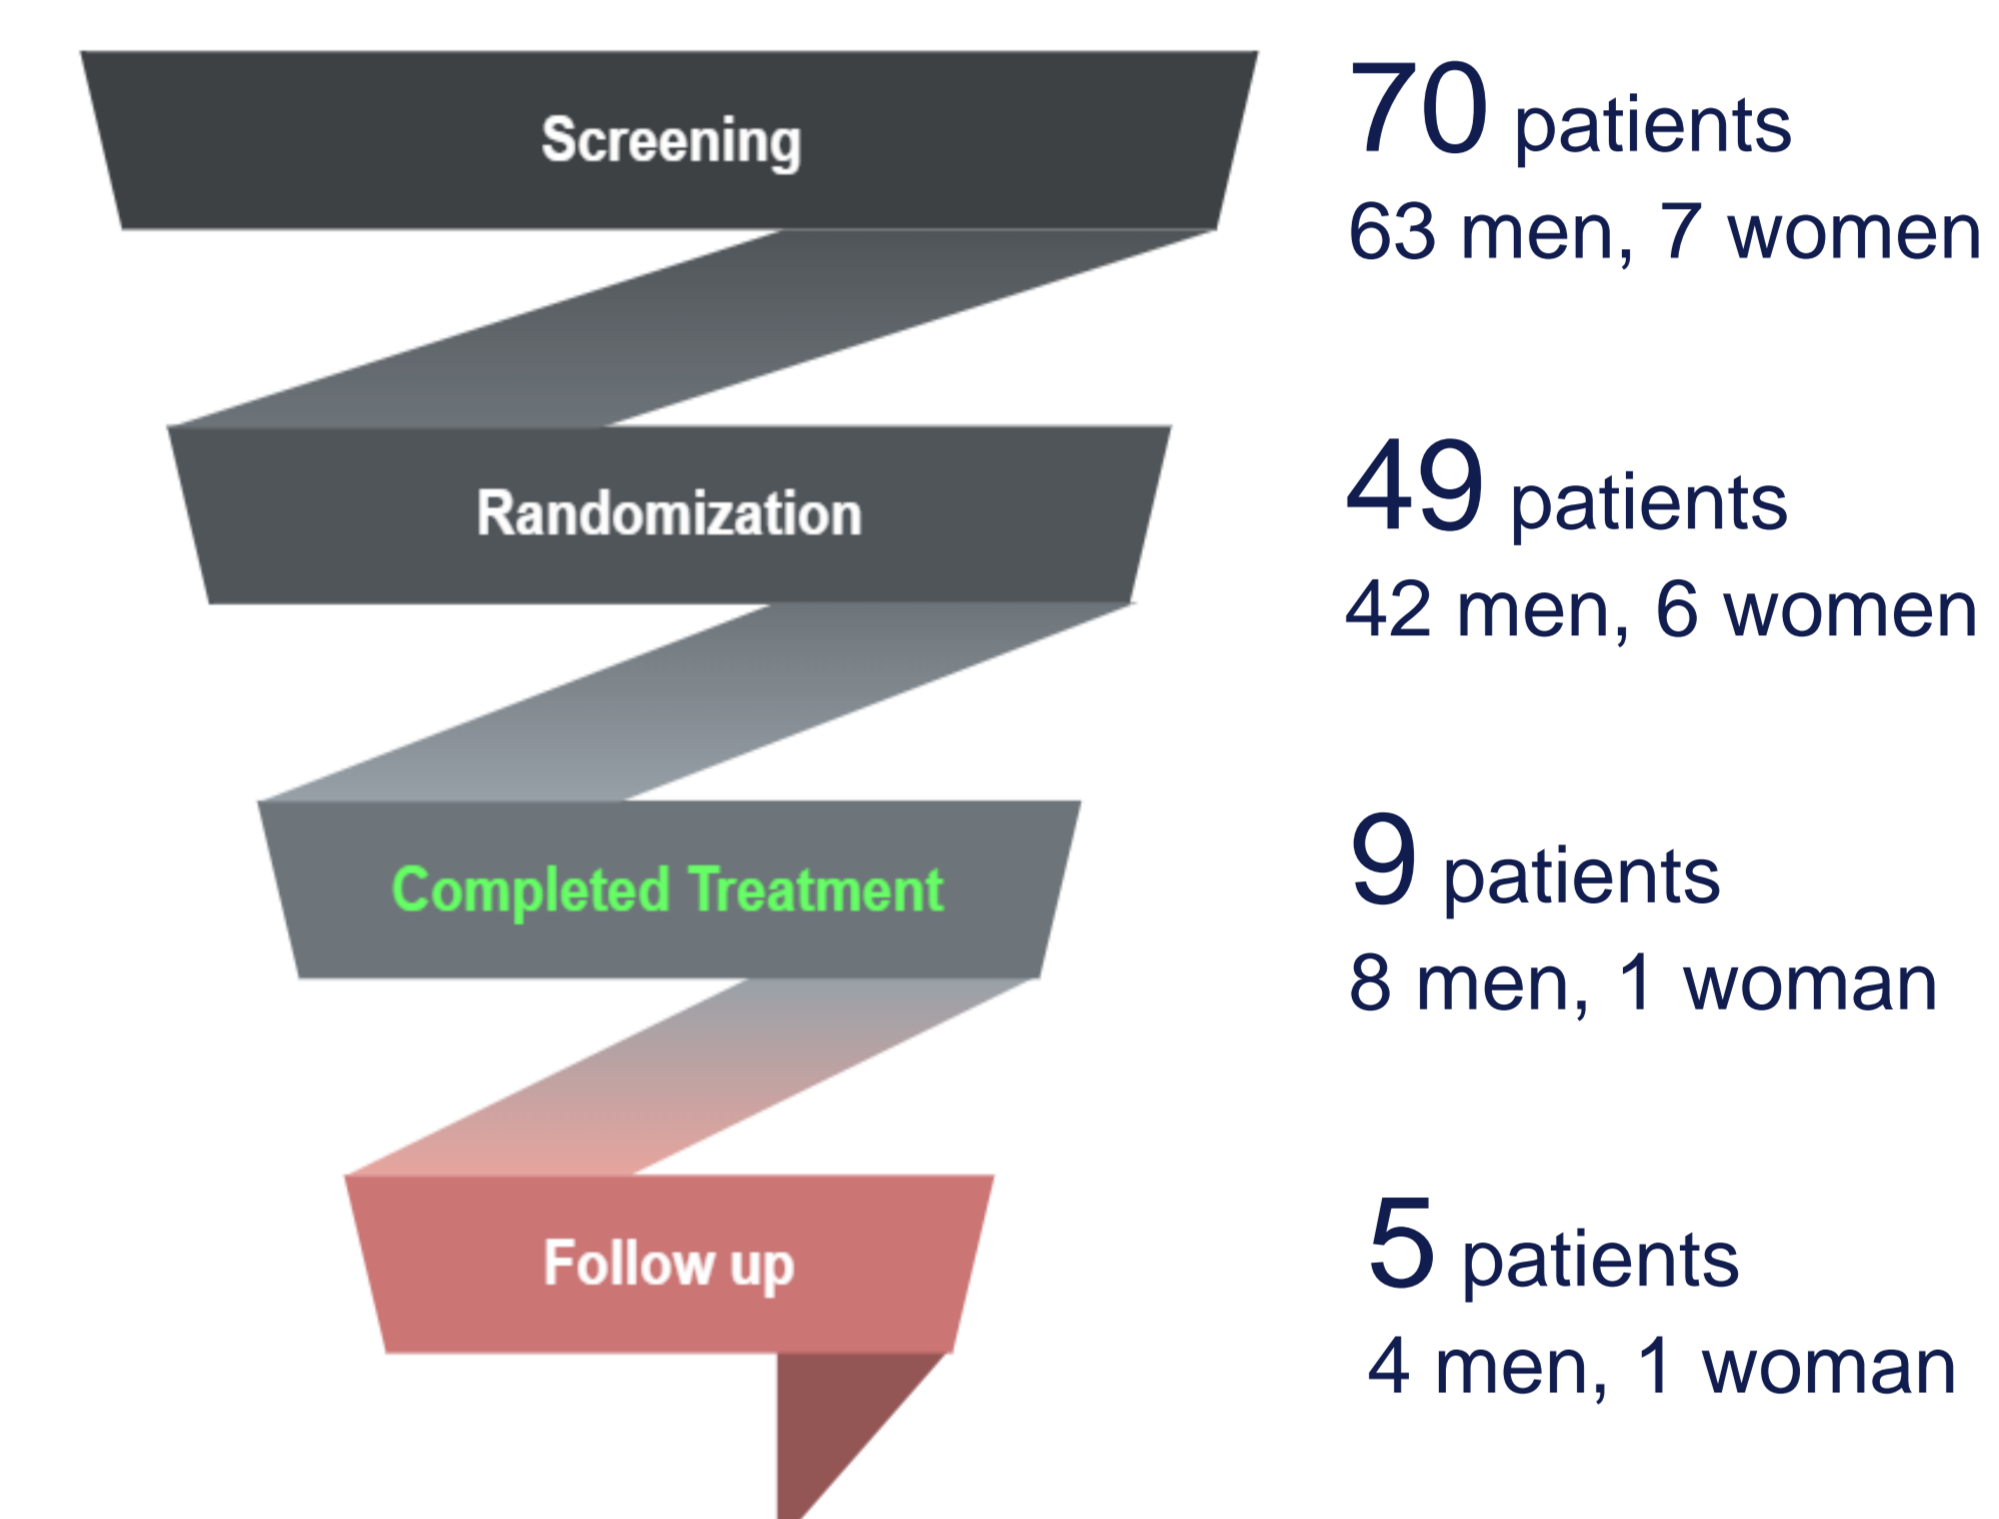 Screening
70 patients
63 men, 7 women
Randomization
49 patients
42 men, 6 women
Completed Treatment
9 patients
8 men, 1 woman
Follow up
5 patients
4 men, 1 woman